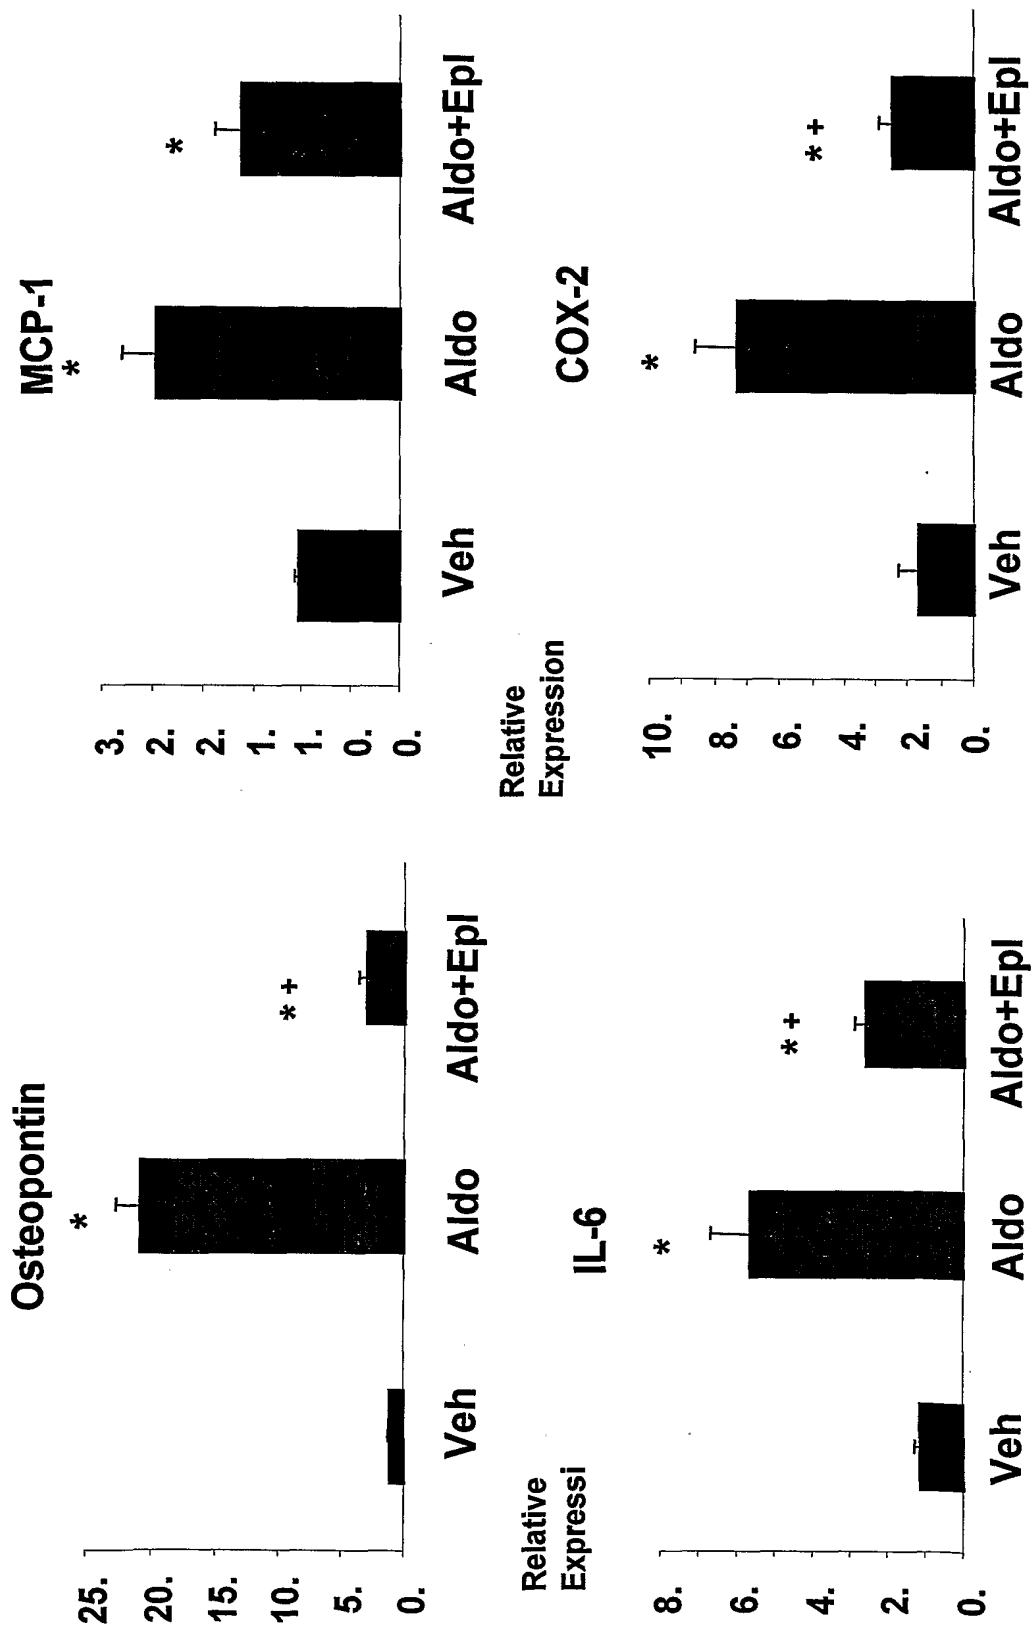 Osteopontin
25.
20.
15.
10.
5.
0.
*
* +
Veh
Aldo
Aldo+Epl
MCP-1
3.
2.
2.
1.
1.
0.
0.
*
*
Veh
Aldo
Aldo+Epl
Relative
Expressi
IL-6
8.
6.
4.
2.
0.
*
* +
Veh
Aldo
Aldo+Epl
Relative
Expression
COX-2
10.
8.
6.
4.
2.
0.
*
* +
Veh
Aldo
Aldo+Epl